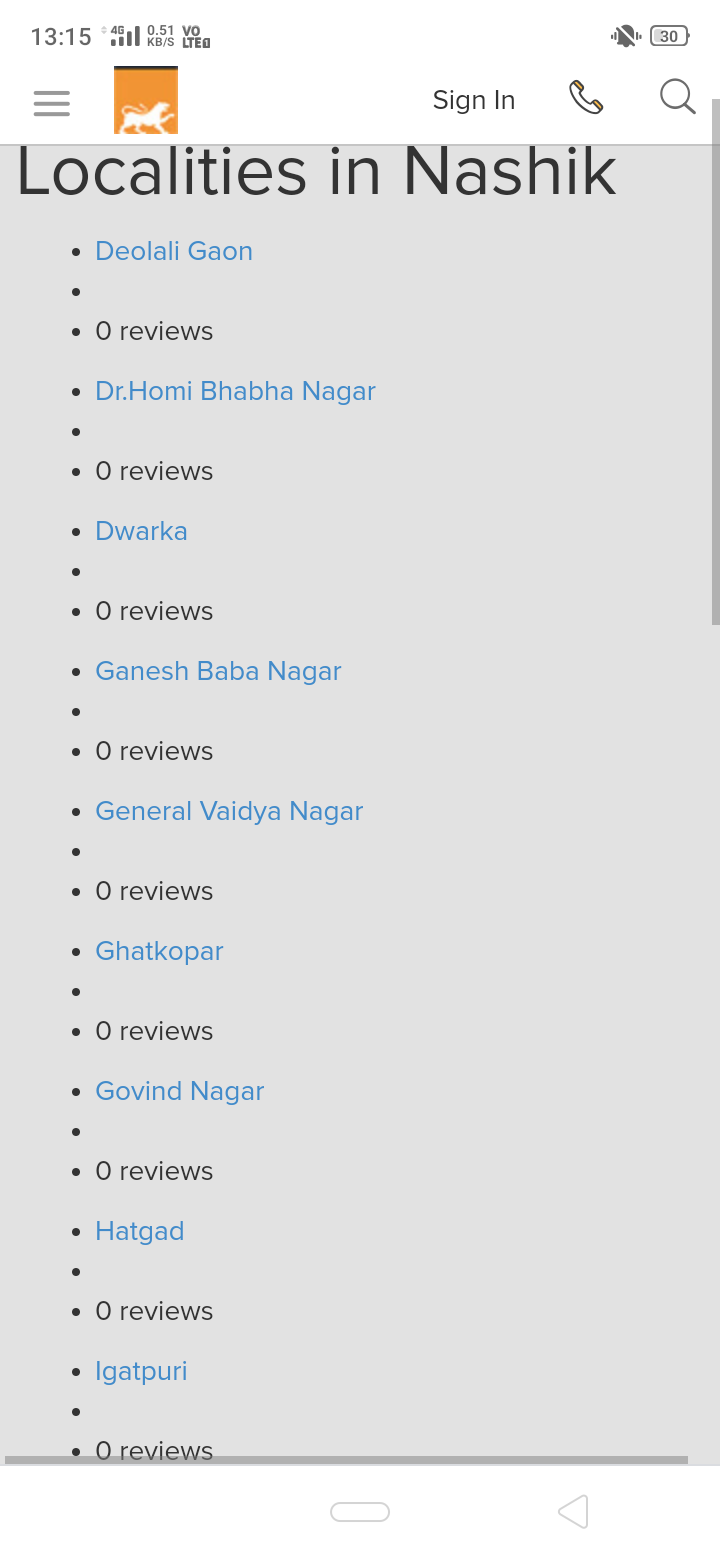 13:15 4G 0.51 KB/S VO LTE 30
Sign In
Localities in Nashik
Deolali Gaon
0 reviews
Dr.Homi Bhabha Nagar
0 reviews
Dwarka
0 reviews
Ganesh Baba Nagar
0 reviews
General Vaidya Nagar
0 reviews
Ghatkopar
0 reviews
Govind Nagar
0 reviews
Hatgad
0 reviews
Igatpuri
0 reviews